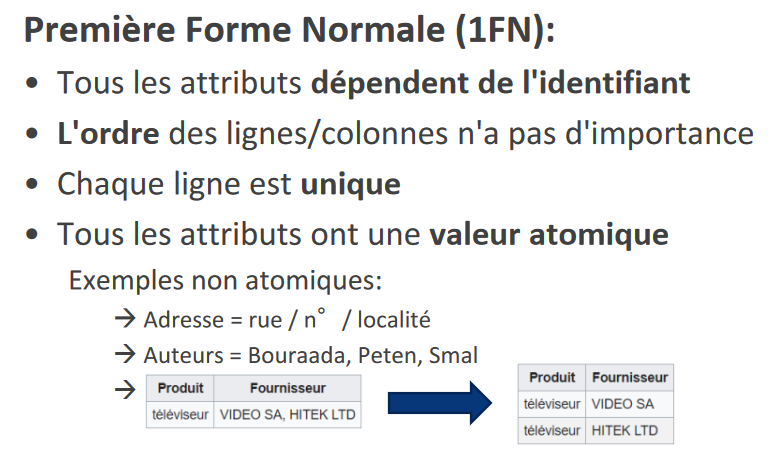 Première Forme Normale (1FN):
• Tous les attributs dépendent de l'identifiant
• L'ordre des lignes/colonnes n'a pas d'importance
• Chaque ligne est unique
• Tous les attributs ont une valeur atomique
Exemples non atomiques:
→ Adresse = rue / n° / localité
→ Auteurs = Bouraada, Peten, Smal
→
Produit Fournisseur
téléviseur VIDEO SA, HITEK LTD
Produit Fournisseur
téléviseur VIDEO SA
téléviseur HITEK LTD